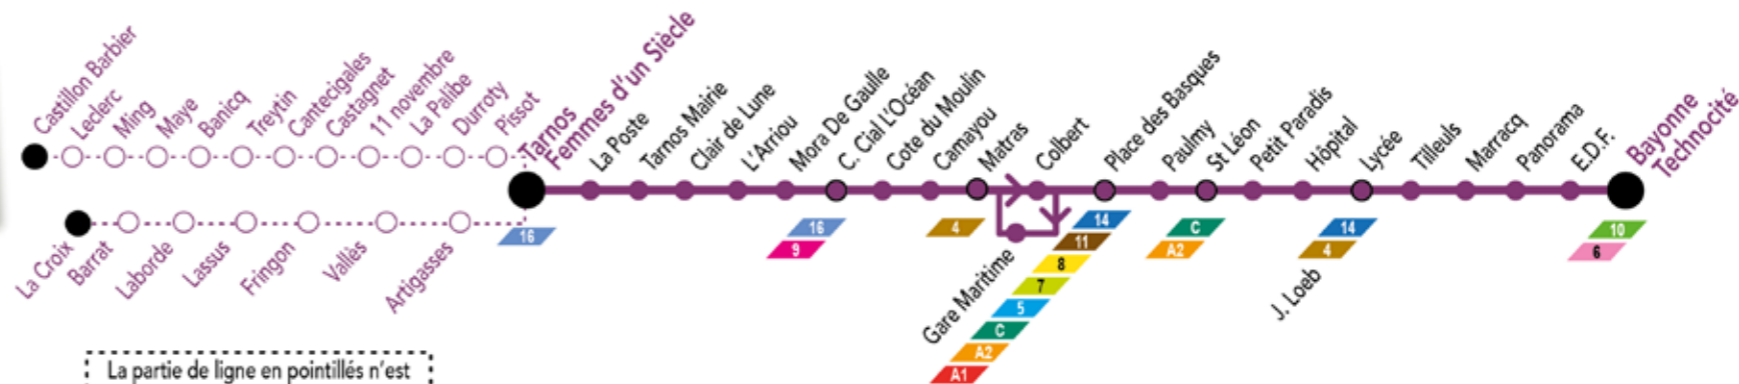 Castillon Barbier
Leclerc
Ming
Maye
Banicq
Treytin
Cantecigales
Castagnet
11 novembre
La Palibe
Durroty
Pissot
Tarnos
Femmes d'un Siècle
La Poste
Tarnos Mairie
Clair de Lune
L'Arriou
Mora De Gaulle
C. Cial L'Océan
Cote du Moulin
Camayou
Matras
Colbert
Place des Basques
Paulmy
St Léon
Petit Paradis
Hôpital
Lycée
Tilleuls
Marracq
Panorama
E.D.F.
Bayonne
Technocité
La Croix
Barrat
Laborde
Lassus
Fringon
Vallès
Artigasses
16
16
9
4
Gare Maritime
14
11
8
7
5
C
A2
A1
C
A2
14
4
J. Loeb
10
6
La partie de ligne en pointillés n'est